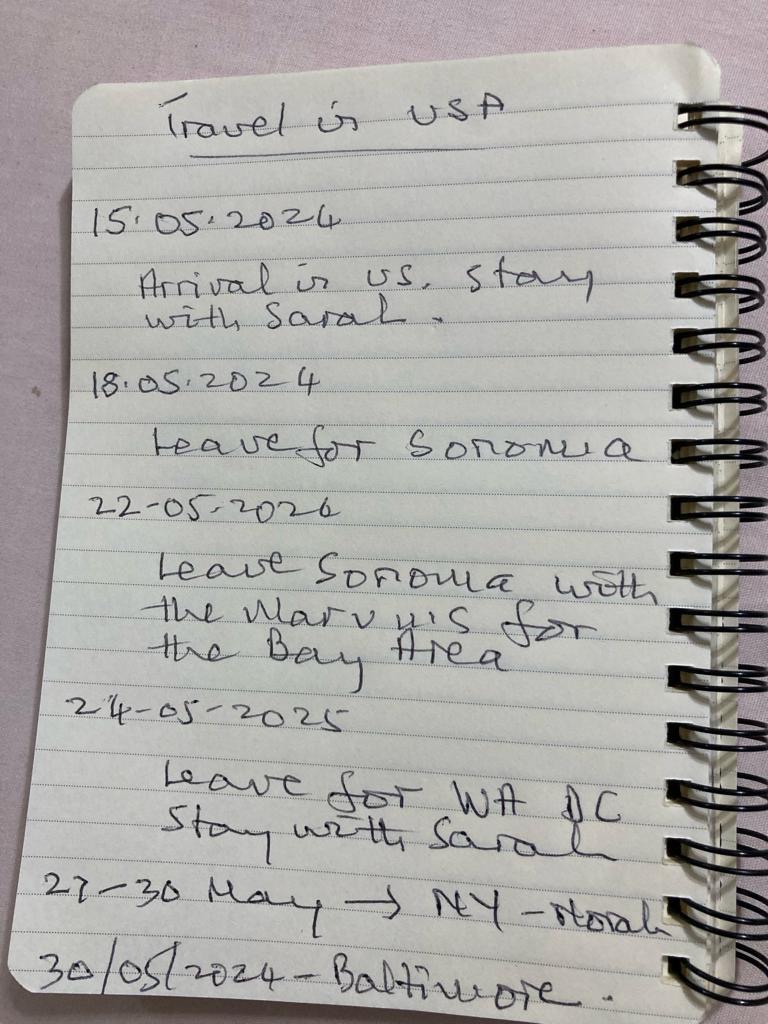 Travel in USA
15.05.2024
Arrival in US. Stay
with Sarah.
18.05.2024
Leave for Sonoma
22-05-2024
Leave Sonoma with
the Marvy's for
the Bay Area
24-05-2025
Leave for WA DC
Stay with Sarah
27-30 May → NY - Norah
30/05/2024 - Baltimore.